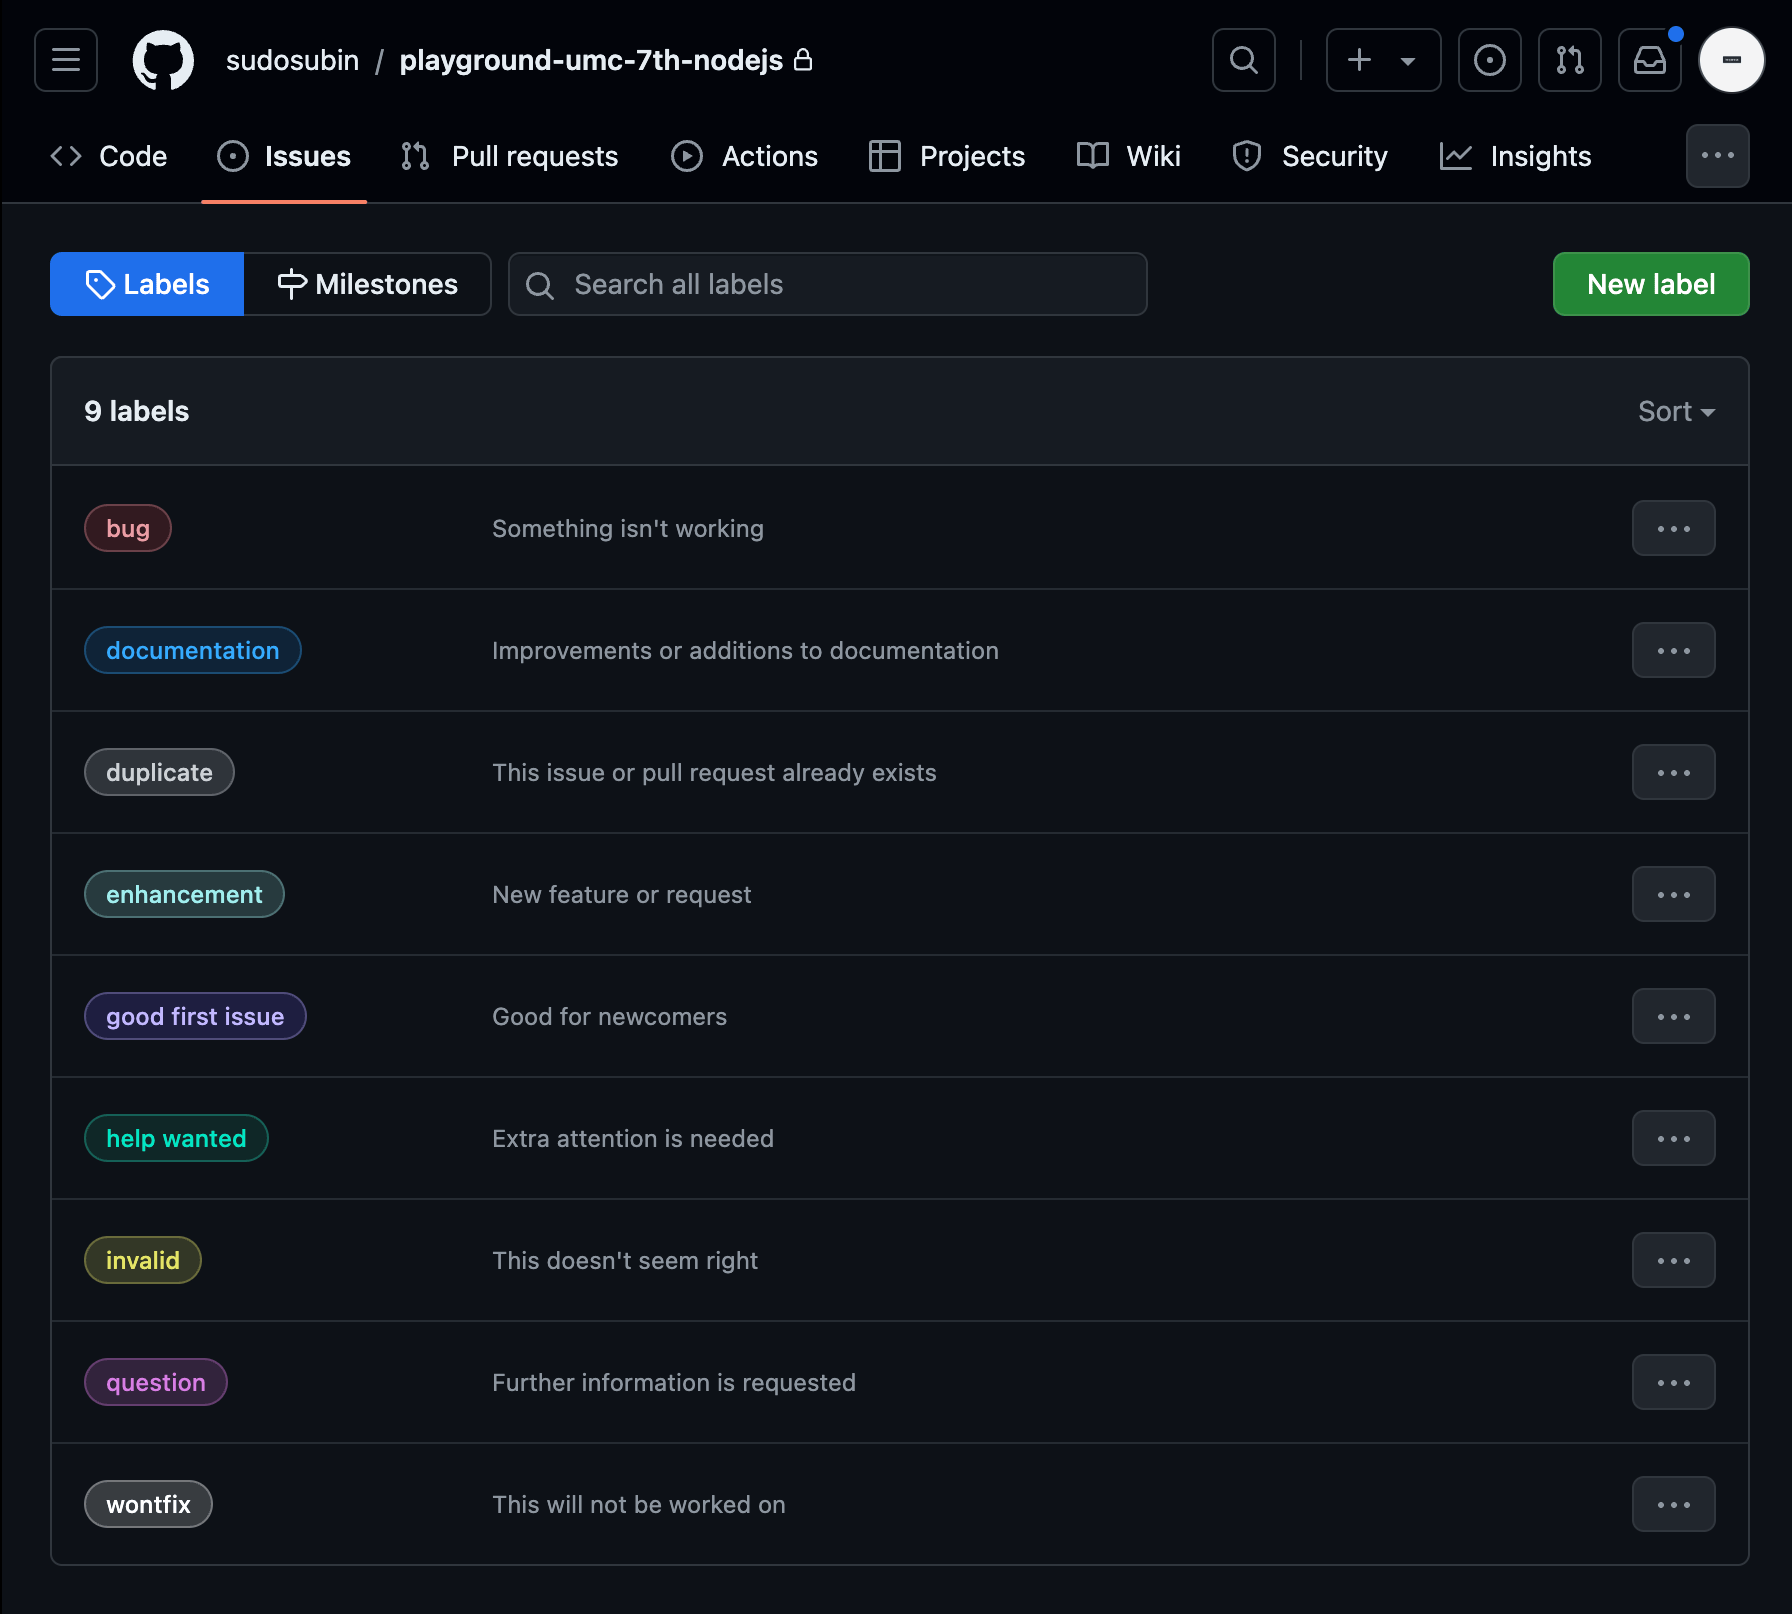 sudosubin / playground-umc-7th-nodejs
Code Issues Pull requests Actions Projects Wiki Security Insights
Labels Milestones Search all labels New label
9 labels Sort
bug Something isn't working
documentation Improvements or additions to documentation
duplicate This issue or pull request already exists
enhancement New feature or request
good first issue Good for newcomers
help wanted Extra attention is needed
invalid This doesn't seem right
question Further information is requested
wontfix This will not be worked on